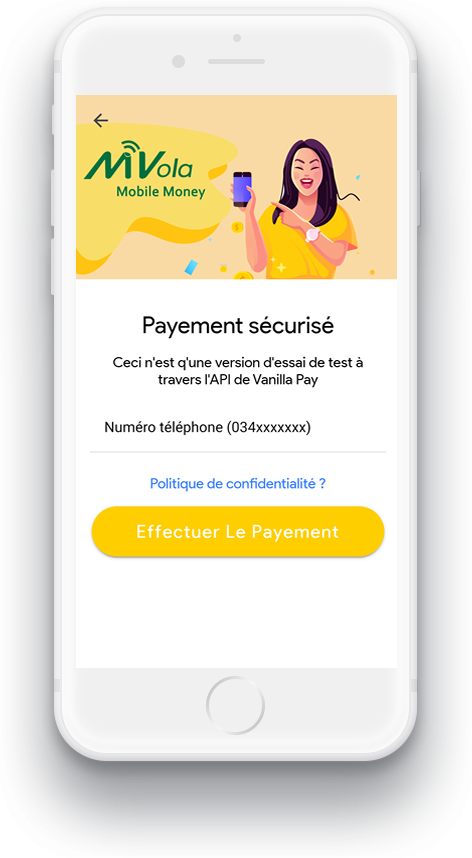 MVola
Mobile Money
Payement sécurisé
Ceci n'est q'une version d'essai de test à
travers l'API de Vanilla Pay
Numéro téléphone (034xxxxxxx)
Politique de confidentialité ?
Effectuer Le Payement